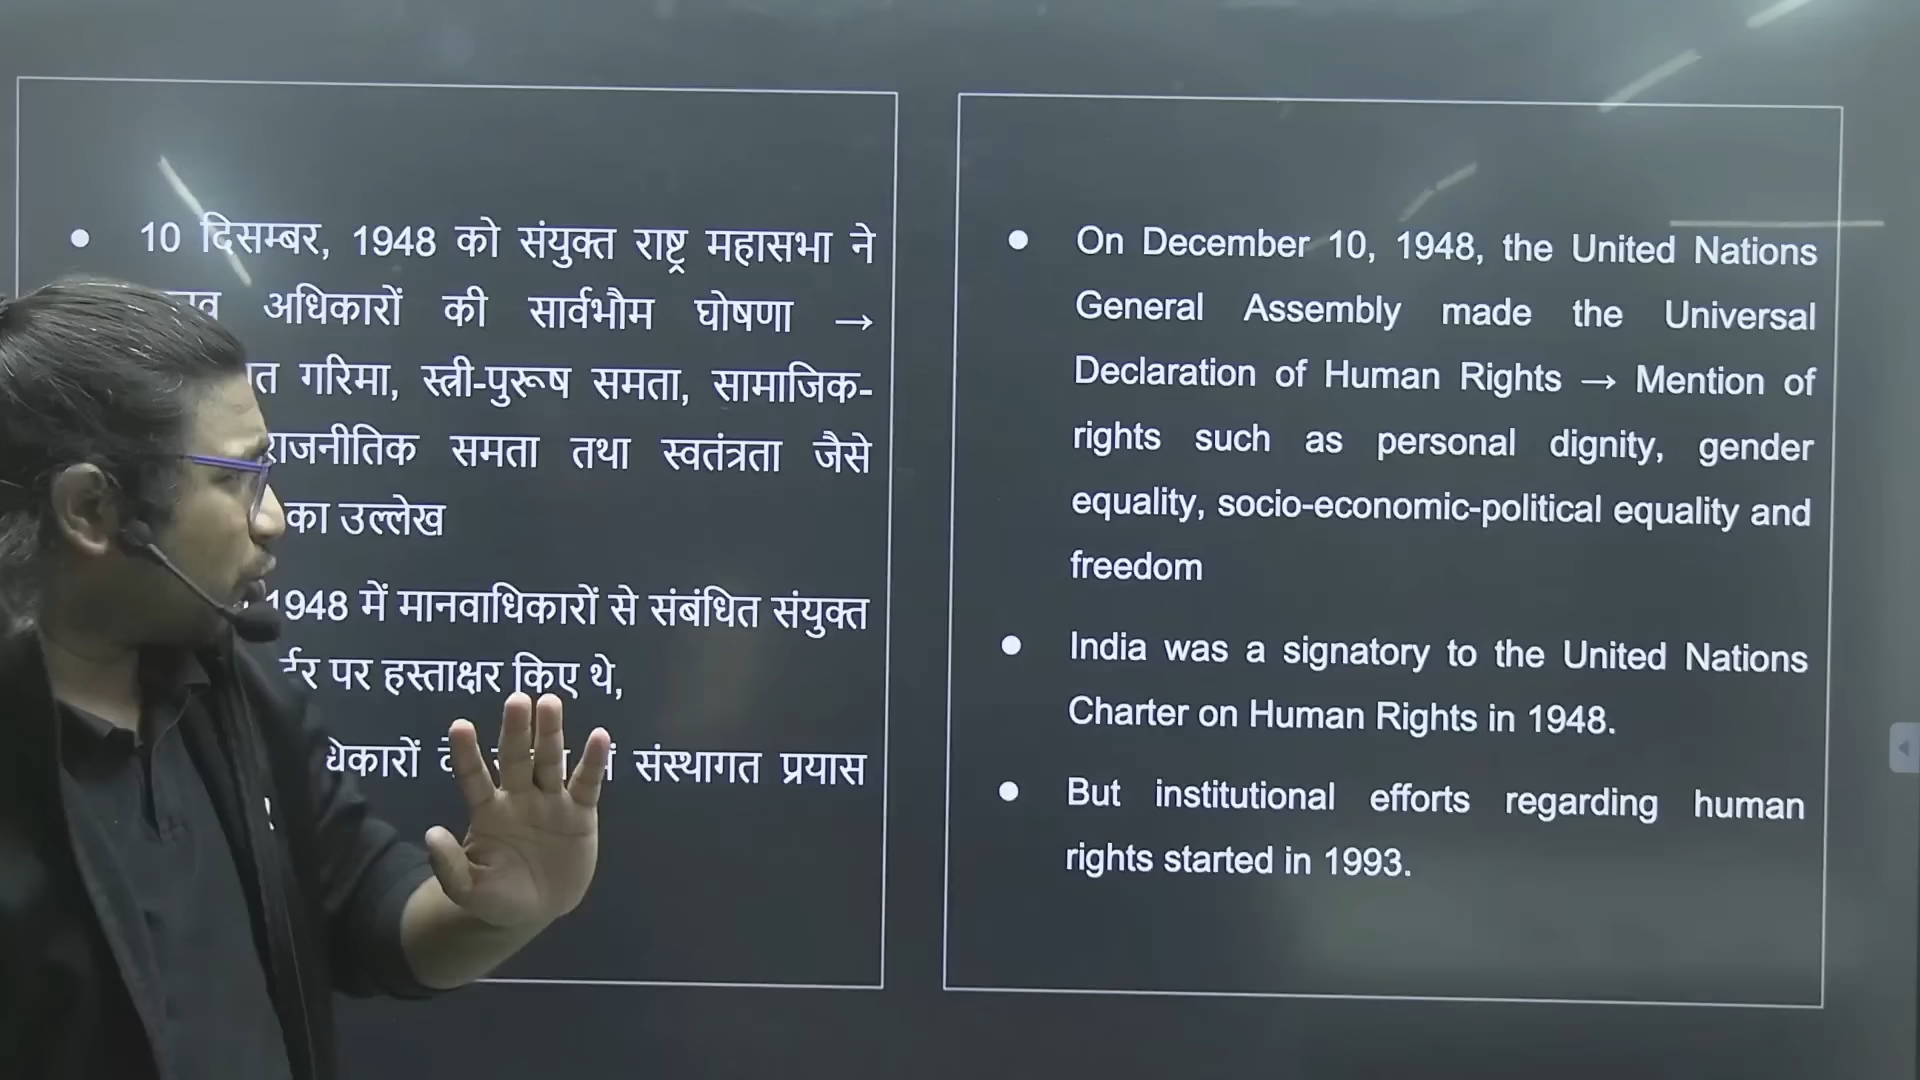 10 दिसम्बर, 1948 को संयुक्त राष्ट्र महासभा ने
अधिकारों की सार्वभौम घोषणा →
गरिमा, स्त्री-पुरूष समता, सामाजिक-
राजनीतिक समता तथा स्वतंत्रता जैसे
का उल्लेख
1948 में मानवाधिकारों से संबंधित संयुक्त
पर हस्ताक्षर किए थे,
संस्थागत प्रयास
On December 10, 1948, the United Nations
General Assembly made the Universal
Declaration of Human Rights → Mention of
rights such as personal dignity, gender
equality, socio-economic-political equality and
freedom
India was a signatory to the United Nations
Charter on Human Rights in 1948.
But institutional efforts regarding human
rights started in 1993.